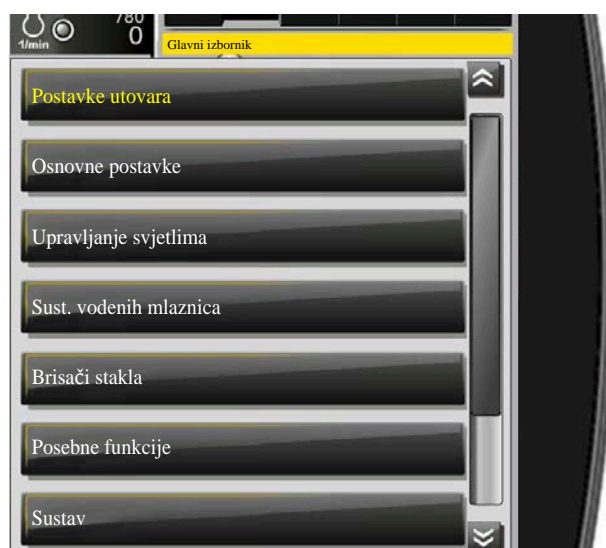 780
1/min
0
Glavni izbornik
Postavke utovara
Osnovne postavke
Upravljanje svjetlima
Sust. vodenih mlaznica
Brisači stakla
Posebne funkcije
Sustav